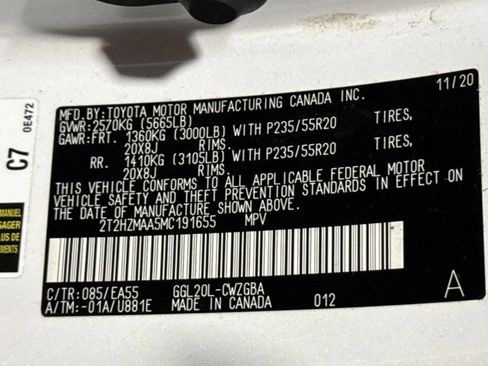 MFD.BY:TOYOTA MOTOR MANUFACTURING CANADA INC. 11/20
GVWR:2570KG (5665LB)
GAWR:FRT. 1360KG (3000LB) WITH P235/55R20 TIRES,
20X8J RIMS.
RR. 1410KG (3105LB) WITH P235/55R20 TIRES,
20X8J RIMS.
THIS VEHICLE CONFORMS TO ALL APPLICABLE FEDERAL MOTOR
VEHICLE SAFETY AND THEFT PREVENTION STANDARDS IN EFFECT ON
THE DATE OF MANUFACTURE SHOWN ABOVE.
2T2HZMAA5MC191655 MPV
C/TR:085/EA55 GGL20L-CWZGBA A
A/TM:-01A/U881E MADE IN CANADA 012
C7 0E472
MANUEL